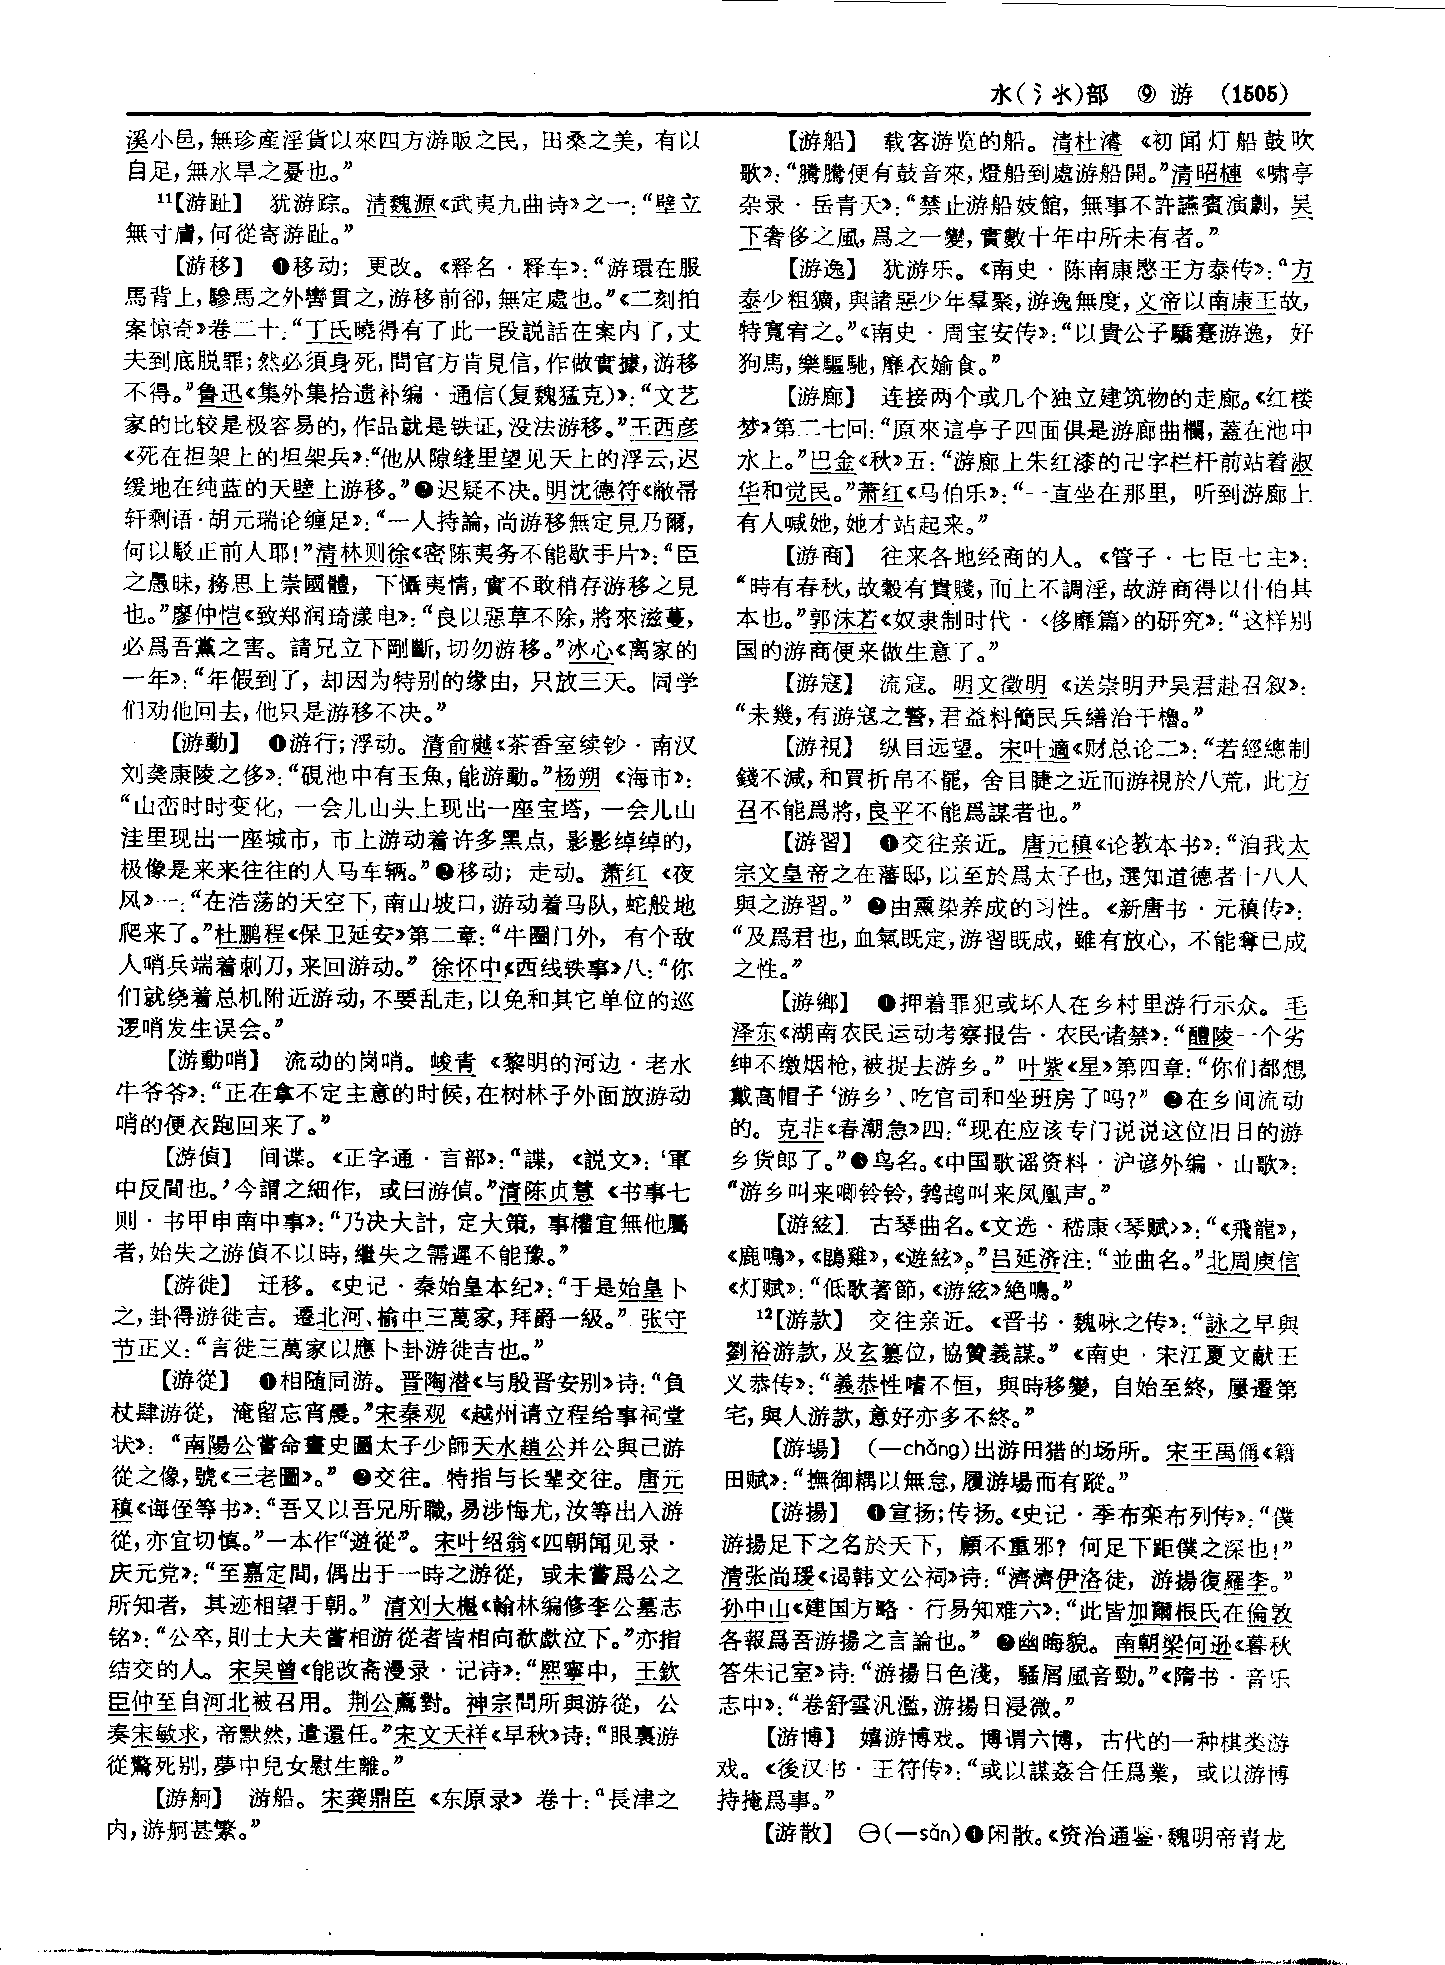 水(氵氺)部 ⑨ 游 (1505)
溪小邑，無珍產淫貨以來四方游販之民，田桑之美，有以
自足，無水旱之憂也。”
¹¹【游趾】 犹游踪。清魏源《武夷九曲诗》之一：“壁立
無寸膚，何從寄游趾。”
【游移】 ❶移动；更改。《释名·释车》：“游環在服
馬背上，驂馬之外轡貫之，游移前卻，無定處也。”《二刻拍
案惊奇》卷二十：“丁氏曉得有了此一段説話在案内了，丈
夫到底脱罪；然必須身死，問官方肯見信，作做實據，游移
不得。”鲁迅《集外集拾遗补编·通信(复魏猛克)》：“文艺
家的比较是极容易的，作品就是铁证，没法游移。”王西彦
《死在担架上的担架兵》：“他从隙缝里望见天上的浮云，迟
缓地在纯蓝的天壁上游移。”❷迟疑不决。明沈德符《敝帚
轩剩语·胡元瑞论缠足》：“一人持論，尚游移無定見乃爾，
何以駁正前人耶！”清林则徐《密陈夷务不能歇手片》：“臣
之愚昧，務思上崇國體，下懾夷情，實不敢稍存游移之見
也。”廖仲恺《致郑润琦漾电》：“良以惡草不除，將來滋蔓，
必爲吾黨之害。請兄立下剛斷，切勿游移。”冰心《离家的
一年》：“年假到了，却因为特别的缘由，只放三天。同学
们劝他回去，他只是游移不决。”
【游動】 ❶游行；浮动。清俞樾《茶香室续钞·南汉
刘龚康陵之侈》：“硯池中有玉魚，能游動。”杨朔《海市》：
“山峦时时变化，一会儿山头上现出一座宝塔，一会儿山
洼里现出一座城市，市上游动着许多黑点，影影绰绰的，
极像是来来往往的人马车辆。”❷移动；走动。萧红《夜
风》一：“在浩荡的天空下，南山坡口，游动着马队，蛇般地
爬来了。”杜鹏程《保卫延安》第二章：“牛圈门外，有个敌
人哨兵端着刺刀，来回游动。”徐怀中《西线轶事》八：“你
们就绕着总机附近游动，不要乱走，以免和其它单位的巡
逻哨发生误会。”
【游動哨】 流动的岗哨。峻青《黎明的河边·老水
牛爷爷》：“正在拿不定主意的时候，在树林子外面放游动
哨的便衣跑回来了。”
【游偵】 间谍。《正字通·言部》：“諜，《説文》：‘軍
中反間也。’今謂之細作，或曰游偵。”清陈贞慧《书事七
则·书甲申南中事》：“乃决大計，定大策，事權宜無他屬
者，始失之游偵不以時，繼失之需遲不能豫。”
【游徙】 迁移。《史记·秦始皇本纪》：“于是始皇卜
之，卦得游徙吉。遷北河、榆中三萬家，拜爵一級。”张守
节正义：“言徙三萬家以應卜卦游徙吉也。”
【游從】 ❶相随同游。晋陶潜《与殷晋安别》诗：“負
杖肆游從，淹留忘宵晨。”宋秦观《越州请立程给事祠堂
状》：“南陽公嘗命畫史圖太子少師天水趙公并公與己游
從之像，號《三老圖》。”❷交往。特指与长辈交往。唐元
稹《诲侄等书》：“吾又以吾兄所職，易涉悔尤，汝等出入游
從，亦宜切慎。”一本作“遊從”。宋叶绍翁《四朝闻见录·
庆元党》：“至嘉定間，偶出于一時之游從，或未嘗爲公之
所知者，其迹相望于朝。”清刘大櫆《翰林编修李公墓志
铭》：“公卒，則士大夫嘗相游從者皆相向欷歔泣下。”亦指
结交的人。宋吴曾《能改斋漫录·记诗》：“熙寧中，王欽
臣仲至自河北被召用。荆公薦對。神宗問所與游從，公
奏宋敏求，帝默然，遣還任。”宋文天祥《早秋》诗：“眼裏游
從驚死别，夢中兒女慰生離。”
【游舸】 游船。宋龚鼎臣《东原录》卷十：“長津之
内，游舸甚繁。”
【游船】 载客游览的船。清杜濬《初闻灯船鼓吹
歌》：“騰騰便有鼓音來，燈船到處游船開。”清昭槤《啸亭
杂录·岳青天》：“禁止游船妓館，無事不許讌賓演劇，吴
下奢侈之風，爲之一變，實數十年中所未有者。”
【游逸】 犹游乐。《南史·陈南康愍王方泰传》：“方
泰少粗獷，與諸惡少年羣聚，游逸無度，文帝以南康王故，
特寬宥之。”《南史·周宝安传》：“以貴公子驕蹇游逸，好
狗馬，樂驅馳，靡衣媮食。”
【游廊】 连接两个或几个独立建筑物的走廊。《红楼
梦》第二七回：“原來這亭子四面俱是游廊曲欄，蓋在池中
水上。”巴金《秋》五：“游廊上朱红漆的卍字栏杆前站着淑
华和觉民。”萧红《马伯乐》：“一直坐在那里，听到游廊上
有人喊她，她才站起来。”
【游商】 往来各地经商的人。《管子·七臣七主》：
“時有春秋，故穀有貴賤，而上不調淫，故游商得以什伯其
本也。”郭沫若《奴隶制时代·〈侈靡篇〉的研究》：“这样别
国的游商便来做生意了。”
【游寇】 流寇。明文徵明《送崇明尹吴君赴召叙》：
“未幾，有游寇之警，君益料簡民兵繕治干櫓。”
【游視】 纵目远望。宋叶適《财总论二》：“若經總制
錢不減，和買折帛不罷，舍目睫之近而游視於八荒，此方
召不能爲將，良平不能爲謀者也。”
【游習】 ❶交往亲近。唐元稹《论教本书》：“洎我太
宗文皇帝之在藩邸，以至於爲太子也，選知道德者十八人
與之游習。”❷由熏染养成的习性。《新唐书·元稹传》：
“及爲君也，血氣既定，游習既成，雖有放心，不能奪已成
之性。”
【游鄉】 ❶押着罪犯或坏人在乡村里游行示众。毛
泽东《湖南农民运动考察报告·农民诸禁》：“醴陵一个劣
绅不缴烟枪，被捉去游乡。”叶紫《星》第四章：“你们都想
戴高帽子‘游乡’、吃官司和坐班房了吗？”❷在乡间流动
的。克非《春潮急》四：“现在应该专门说说这位旧日的游
乡货郎了。”❸鸟名。《中国歌谣资料·沪谚外编·山歌》：
“游乡叫来唧铃铃，鹁鸪叫来凤凰声。”
【游絃】 古琴曲名。《文选·嵇康〈琴赋〉》：“《飛龍》，
《鹿鳴》，《鵾雞》，《遊絃》。”吕延济注：“並曲名。”北周庾信
《灯赋》：“低歌著節，《游絃》絶鳴。”
¹²【游款】 交往亲近。《晋书·魏咏之传》：“詠之早與
劉裕游款，及玄篡位，協贊義謀。”《南史·宋江夏文献王
义恭传》：“義恭性嗜不恒，與時移變，自始至終，屢遷第
宅，與人游款，意好亦多不終。”
【游場】 (—chǎng)出游田猎的场所。宋王禹偁《籍
田赋》：“撫御耦以無怠，履游場而有蹤。”
【游揚】 ❶宣扬；传扬。《史记·季布栾布列传》：“僕
游揚足下之名於天下，顧不重邪？何足下距僕之深也！”
清张尚瑗《谒韩文公祠》诗：“濟濟伊洛徒，游揚復羅李。”
孙中山《建国方略·行易知难六》：“此皆加爾根氏在倫敦
各報爲吾游揚之言論也。”❷幽晦貌。南朝梁何逊《暮秋
答朱记室》诗：“游揚日色淺，騷屑風音勁。”《隋书·音乐
志中》：“卷舒雲汎濫，游揚日浸微。”
【游博】 嬉游博戏。博谓六博，古代的一种棋类游
戏。《後汉书·王符传》：“或以謀姦合任爲業，或以游博
持掩爲事。”
【游散】 ㊀(—sǎn)❶闲散。《资治通鉴·魏明帝青龙